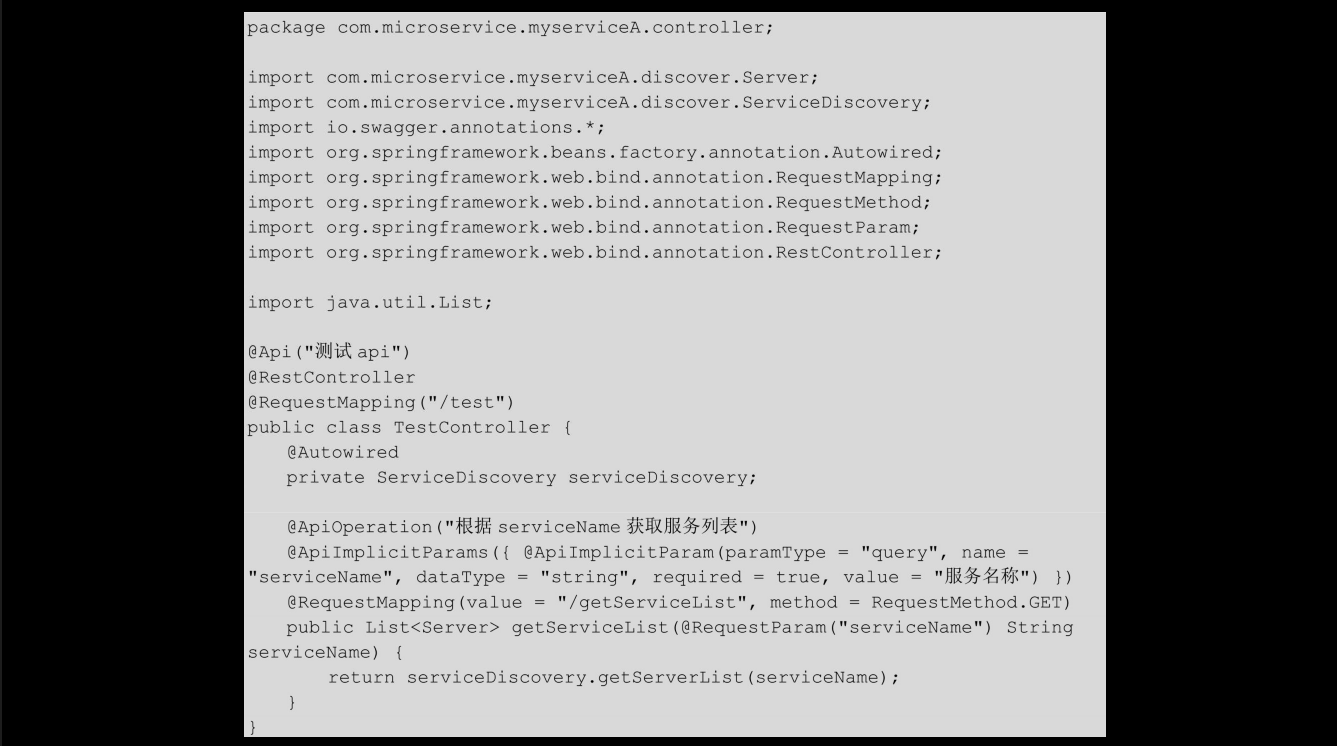 package com.microservice.myserviceA.controller;
import com.microservice.myserviceA.discover.Server;
import com.microservice.myserviceA.discover.ServiceDiscovery;
import io.swagger.annotations.*;
import org.springframework.beans.factory.annotation.Autowired;
import org.springframework.web.bind.annotation.RequestMapping;
import org.springframework.web.bind.annotation.RequestMethod;
import org.springframework.web.bind.annotation.RequestParam;
import org.springframework.web.bind.annotation.RestController;
import java.util.List;
@Api("测试 api")
@RestController
@RequestMapping("/test")
public class TestController {
@Autowired
private ServiceDiscovery serviceDiscovery;
@ApiOperation("根据 serviceName 获取服务列表")
@ApiImplicitParams({ @ApiImplicitParam(paramType = "query", name =
"serviceName", dataType = "string", required = true, value = "服务名称") })
@RequestMapping(value = "/getServiceList", method = RequestMethod.GET)
public List<Server> getServiceList(@RequestParam("serviceName") String
serviceName) {
return serviceDiscovery.getServerList(serviceName);
}
}